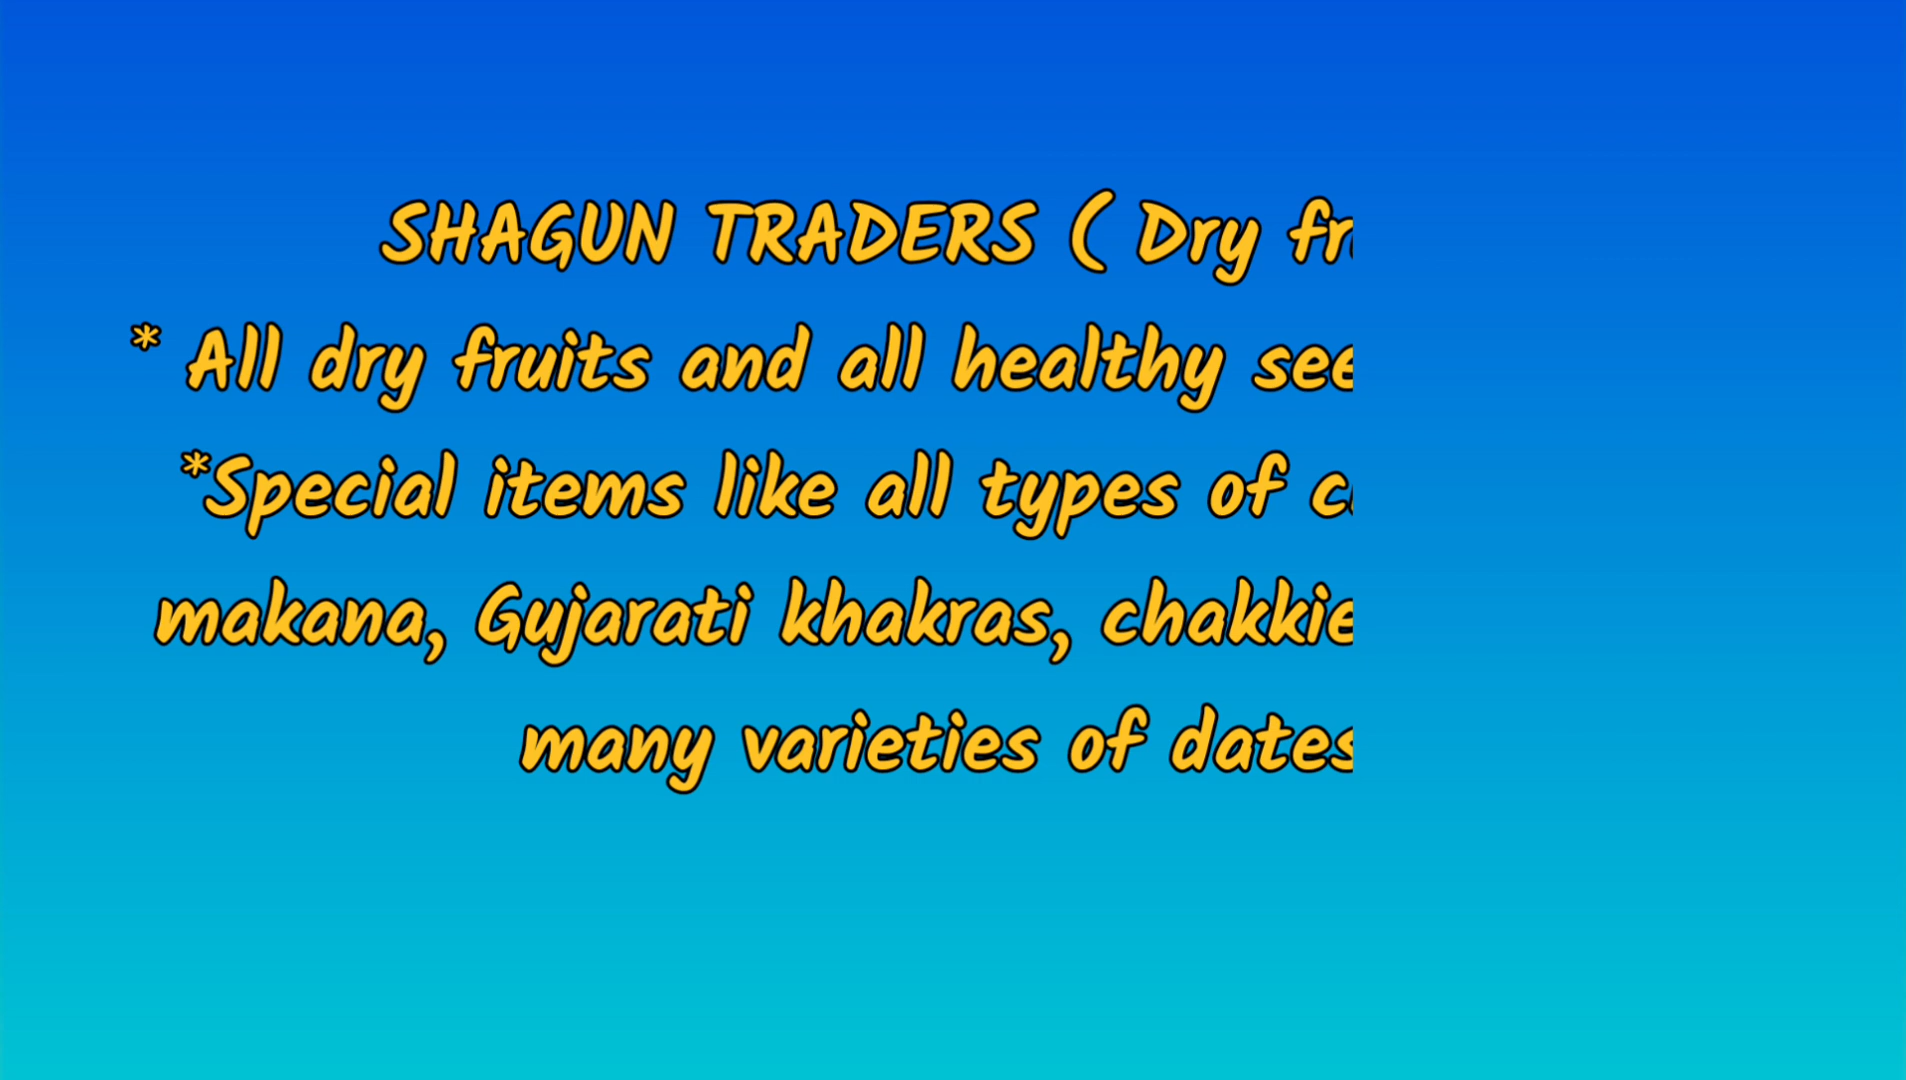 SHAGUN TRADERS ( Dry
* All dry fruits and all healthy
*Special items like all types of
makana, Gujarati khakras,
many varieties of dates